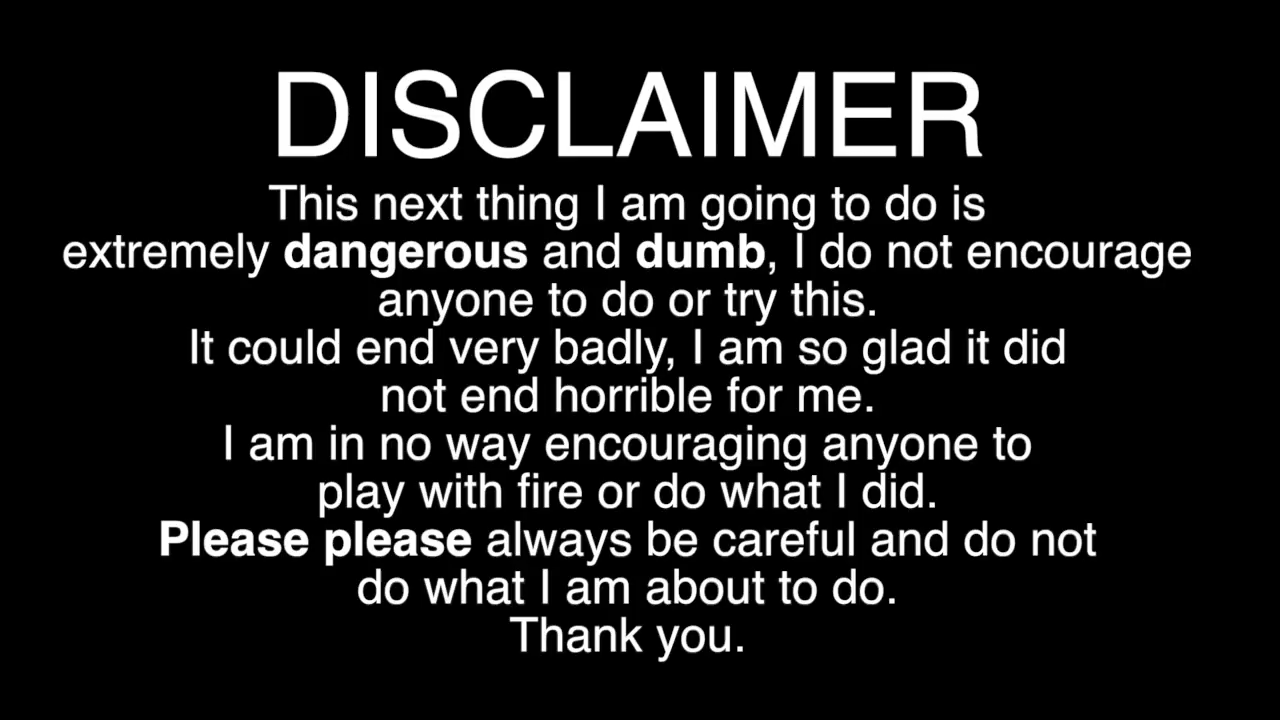 DISCLAIMER
This next thing I am going to do is
extremely dangerous and dumb, I do not encourage
anyone to do or try this.
It could end very badly, I am so glad it did
not end horrible for me.
I am in no way encouraging anyone to
play with fire or do what I did.
Please please always be careful and do not
do what I am about to do.
Thank you.